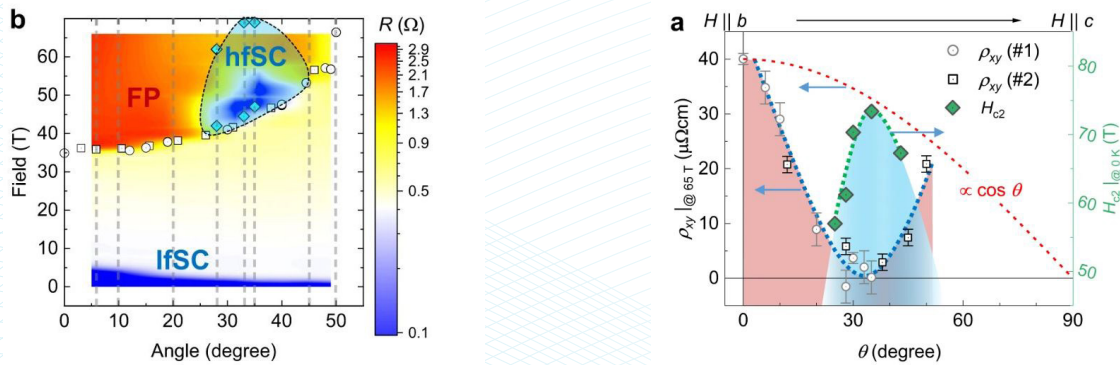 b
R (Ω)
Field (T)
60
50
40
30
20
10
0
FP
hfSC
lfSC
2.9
2.5
2.1
1.7
1.3
0.9
0.5
0.1
0 10 20 30 40 50
Angle (degree)
a
H || b
H || c
ρxy |@ 65 T (μΩcm)
40
30
20
10
0
ρxy (#1)
ρxy (#2)
Hc2
∝ cos θ
80
70
60
50
Hc2 |@ 0 K (T)
0 30 60 90
θ (degree)